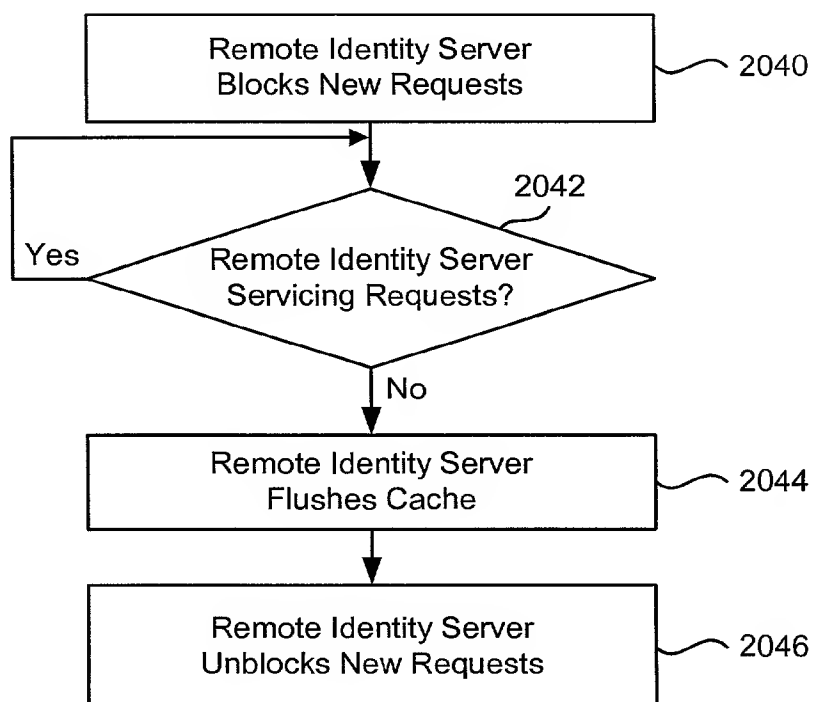 Remote Identity Server
Blocks New Requests
2040
2042
Yes
Remote Identity Server
Servicing Requests?
No
Remote Identity Server
Flushes Cache
2044
Remote Identity Server
Unblocks New Requests
2046